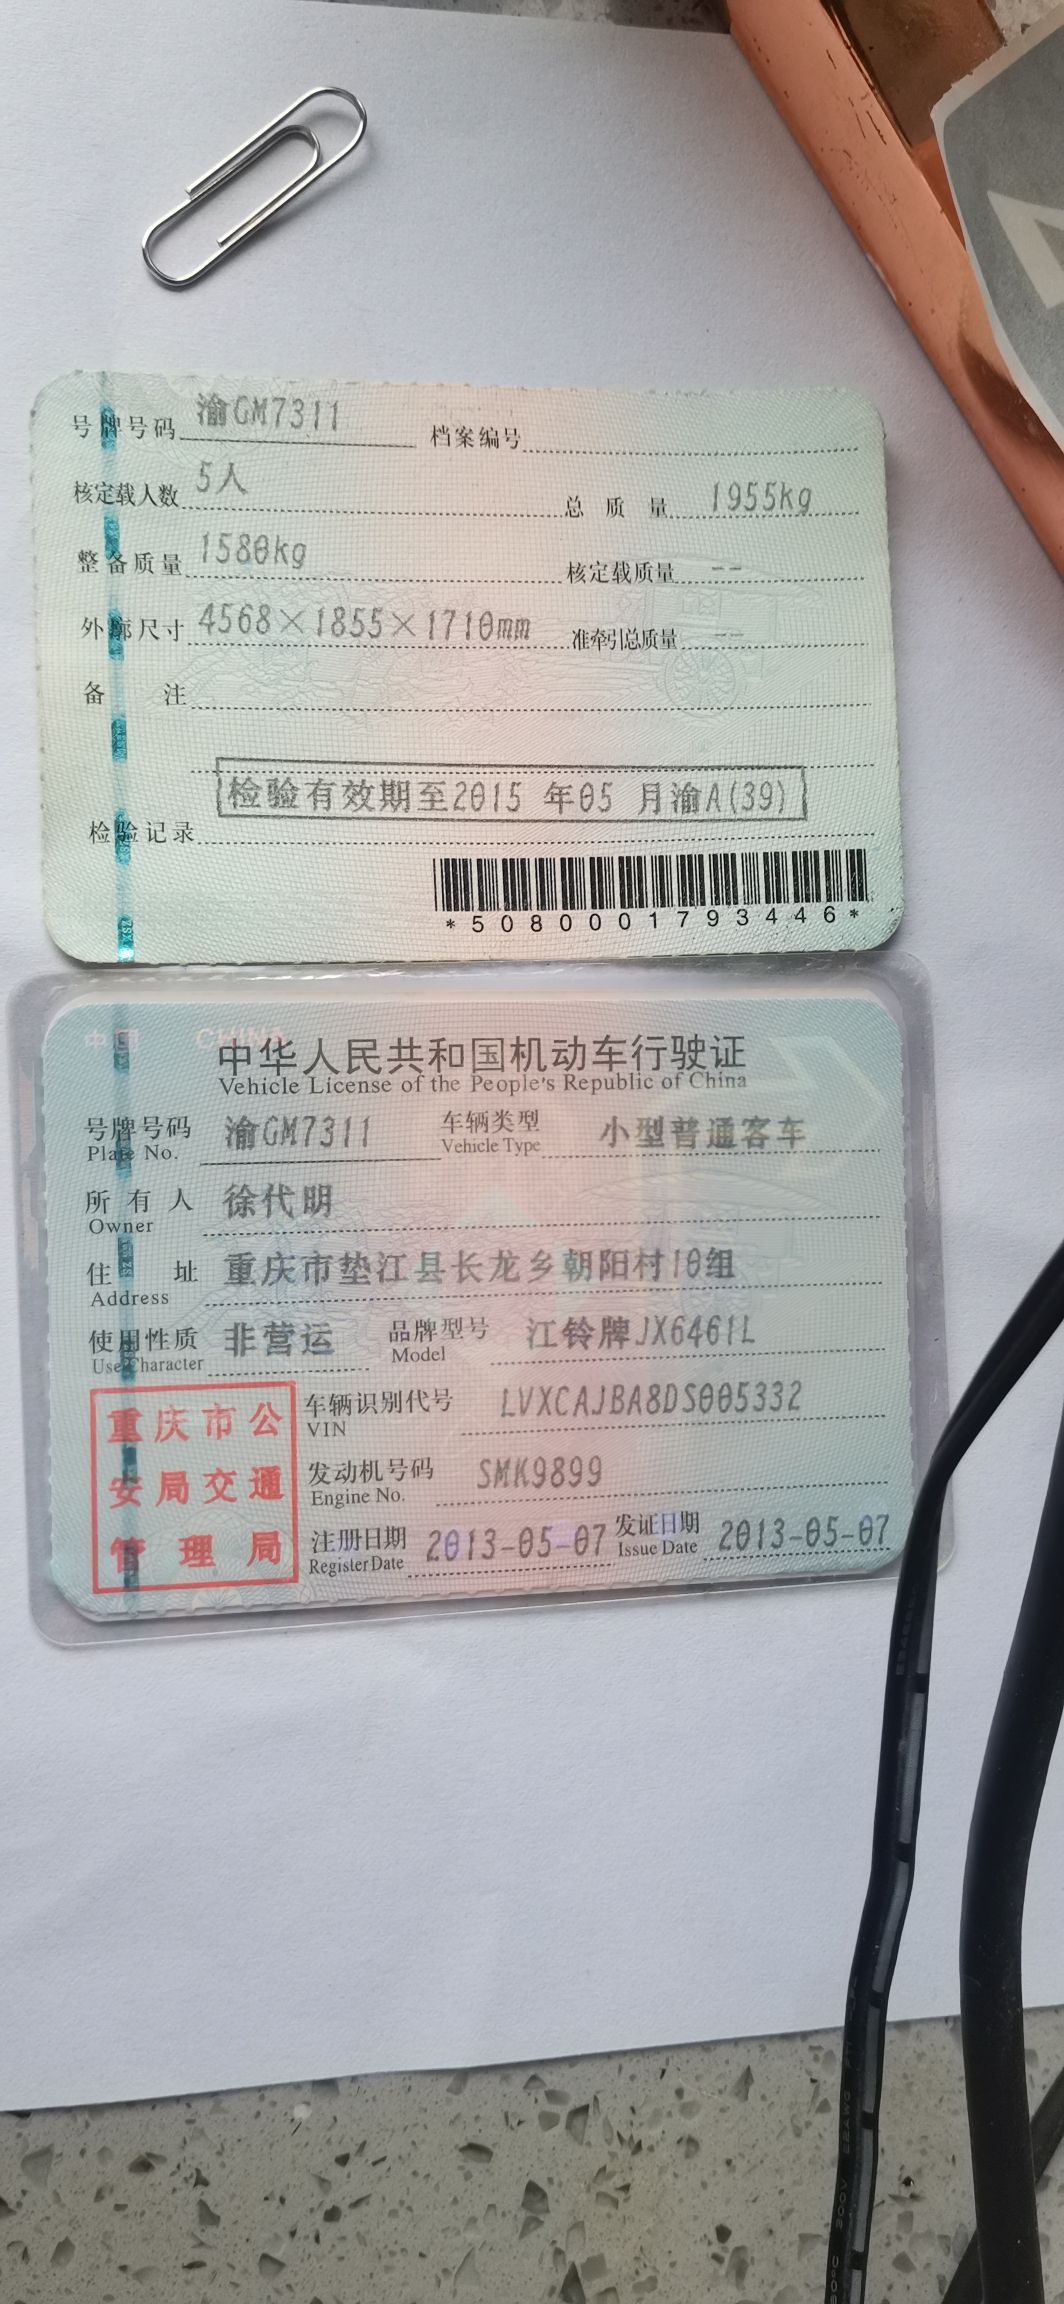 号牌号码 渝GM7311 档案编号
核定载人数 5人 总质量 1955kg
整备质量 1580kg 核定载质量 --
外廓尺寸 4568×1855×1710mm 准牵引总质量 --
备注
检验有效期至2015 年05 月渝A(39)
检验记录
*5080001793446*
中国 CHINA
中华人民共和国机动车行驶证
Vehicle License of the People's Republic of China
号牌号码 渝GM7311 车辆类型 小型普通客车
Plate No. Vehicle Type
所有人 徐代明
Owner
住址 重庆市垫江县长龙乡朝阳村10组
Address
使用性质 非营运 品牌型号 江铃牌JX6461L
Use Character Model
车辆识别代号 LVXCAJBA8DS005332
VIN
发动机号码 SMK9899
Engine No.
注册日期 2013-05-07 发证日期 2013-05-07
Register Date Issue Date
重庆市公
安局交通
管理局